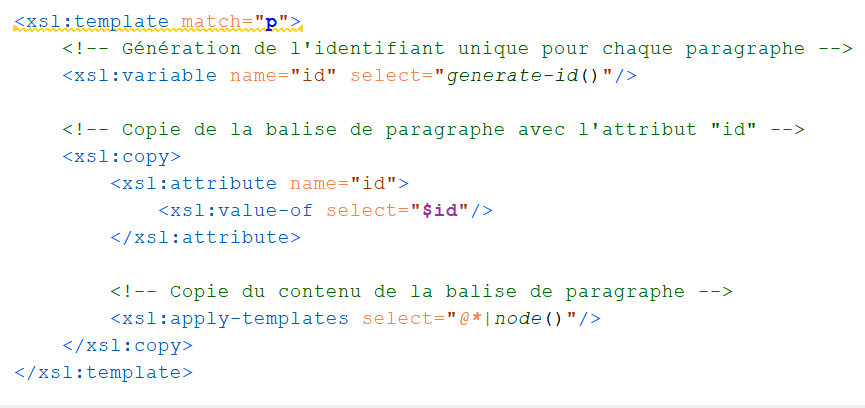 <xsl:template match="p">
<!-- Génération de l'identifiant unique pour chaque paragraphe -->
<xsl:variable name="id" select="generate-id()"/>
<!-- Copie de la balise de paragraphe avec l'attribut "id" -->
<xsl:copy>
<xsl:attribute name="id">
<xsl:value-of select="$id"/>
</xsl:attribute>
<!-- Copie du contenu de la balise de paragraphe -->
<xsl:apply-templates select="@*|node()"/>
</xsl:copy>
</xsl:template>